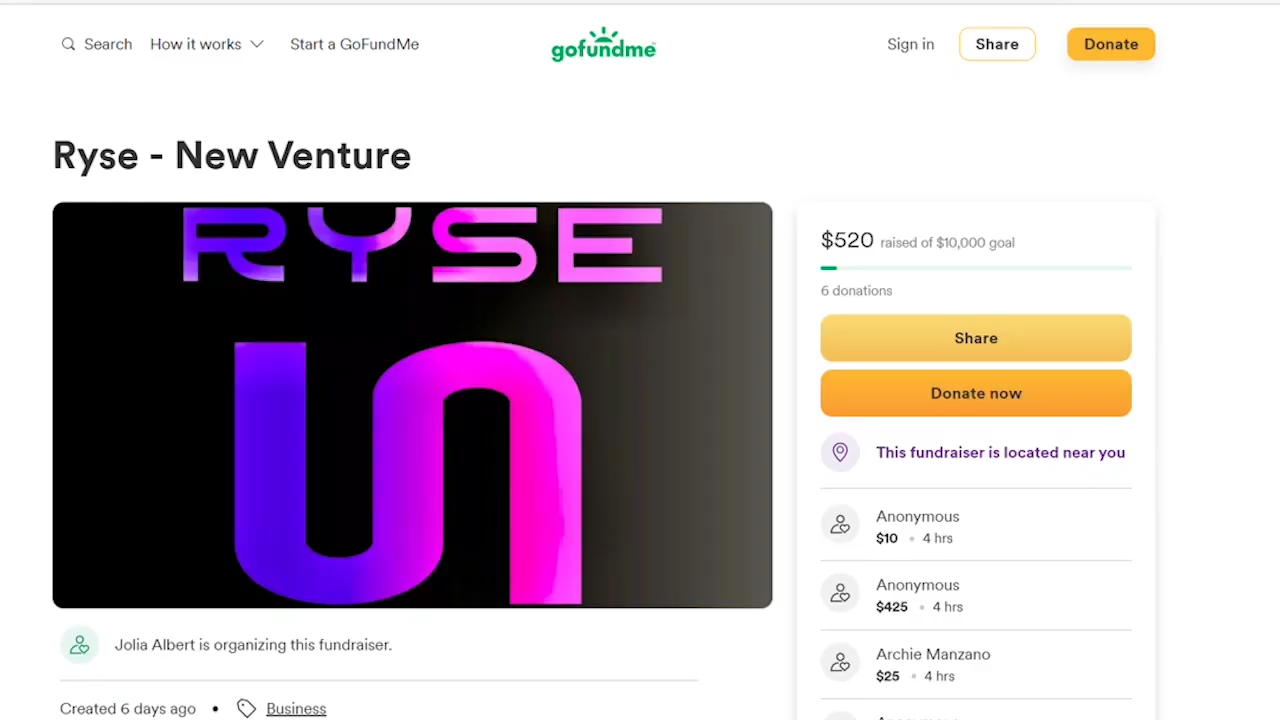 Search How it works Start a GoFundMe gofundme Sign in Share Donate
Ryse - New Venture
RYSE
$520 raised of $10,000 goal
6 donations
Share
Donate now
This fundraiser is located near you
Anonymous
$10 • 4 hrs
Anonymous
$425 • 4 hrs
Archie Manzano
$25 • 4 hrs
Jolia Albert is organizing this fundraiser.
Created 6 days ago • Business